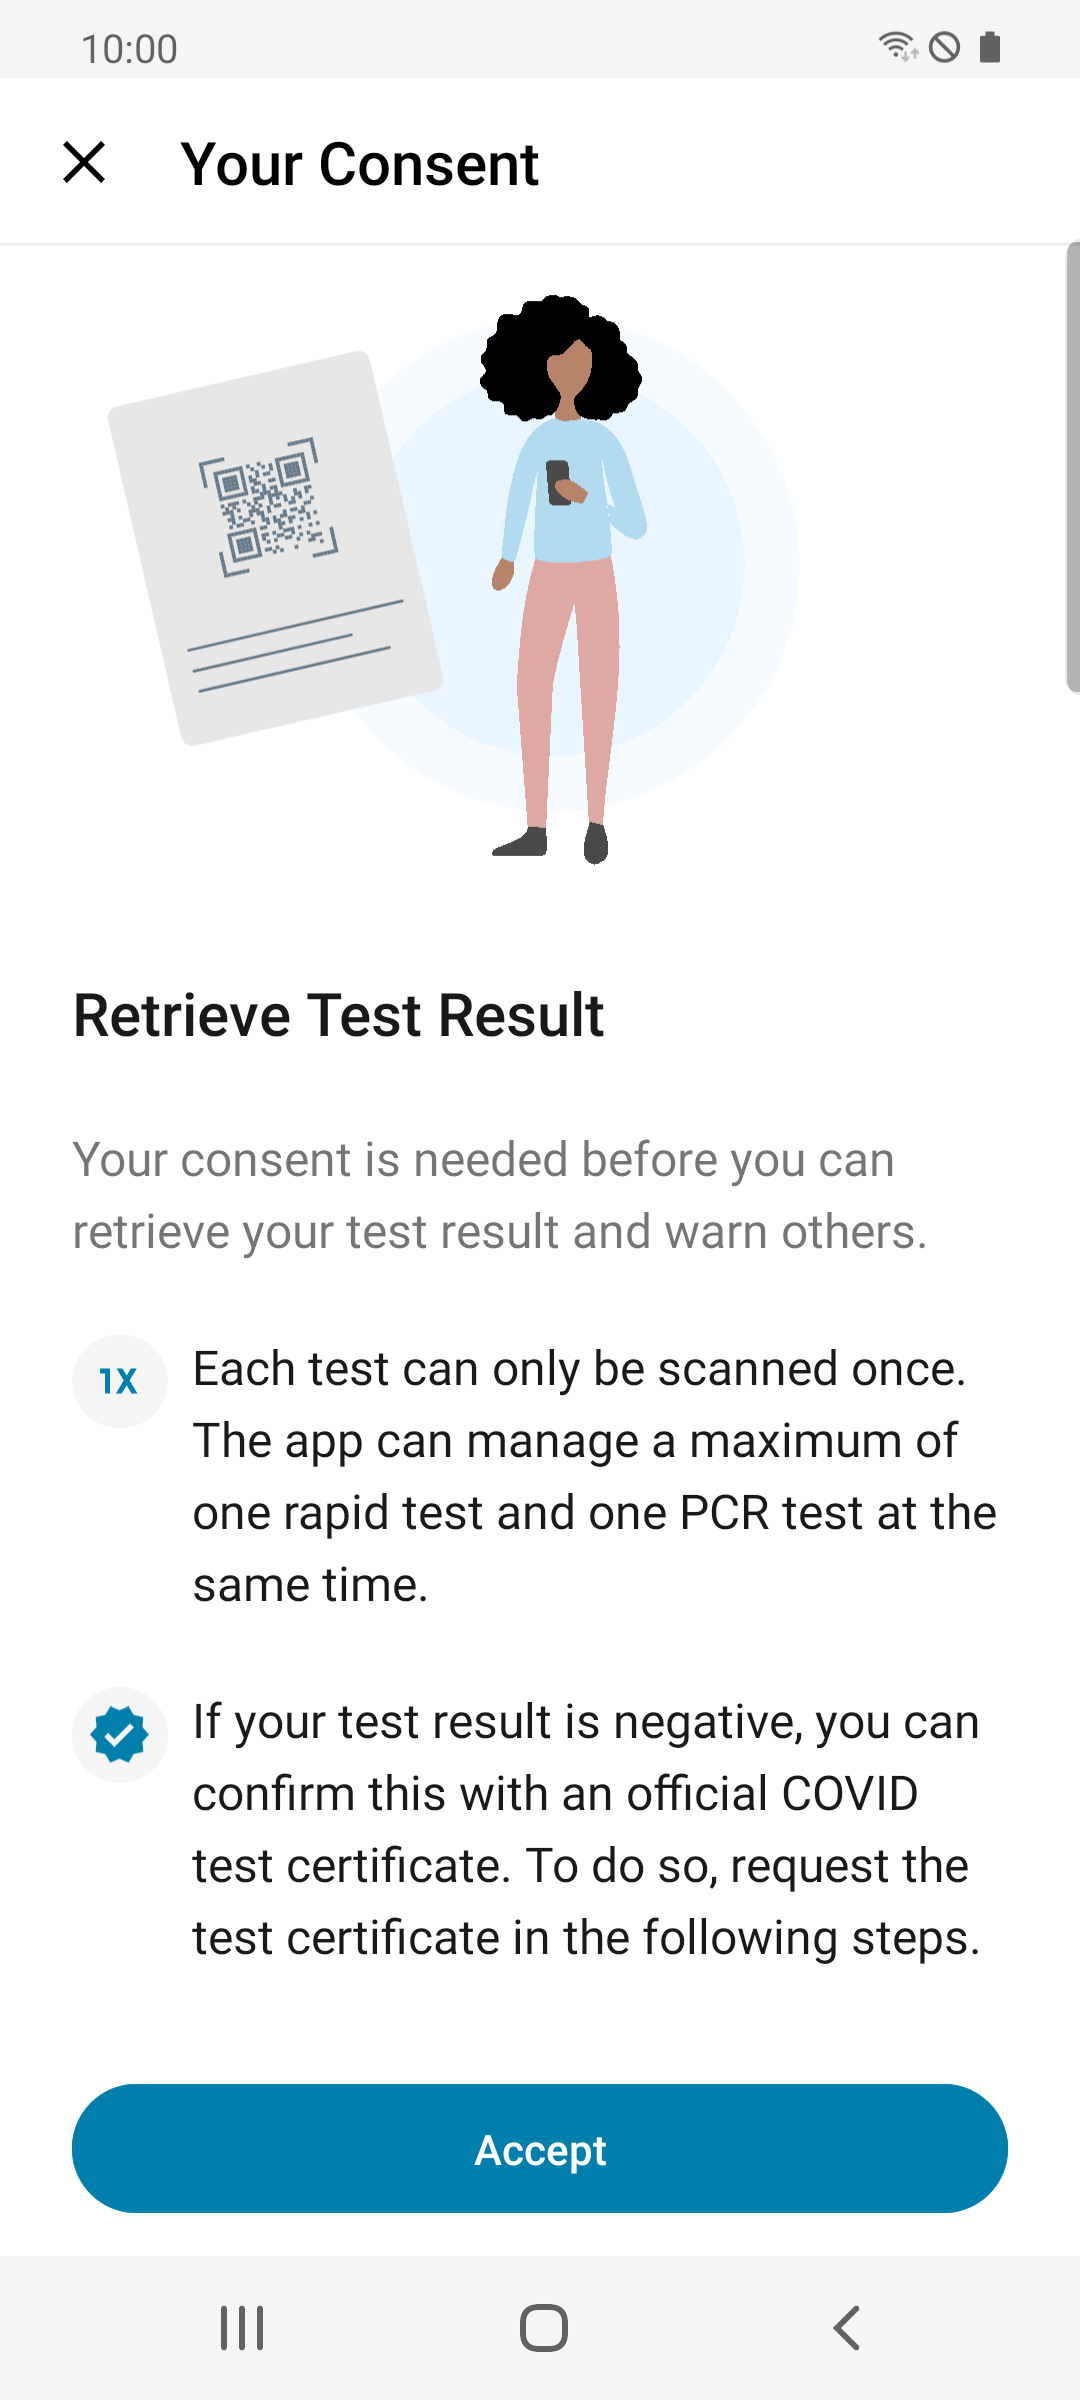 10:00
Your Consent
Retrieve Test Result
Your consent is needed before you can
retrieve your test result and warn others.
1X
Each test can only be scanned once.
The app can manage a maximum of
one rapid test and one PCR test at the
same time.
If your test result is negative, you can
confirm this with an official COVID
test certificate. To do so, request the
test certificate in the following steps.
Accept